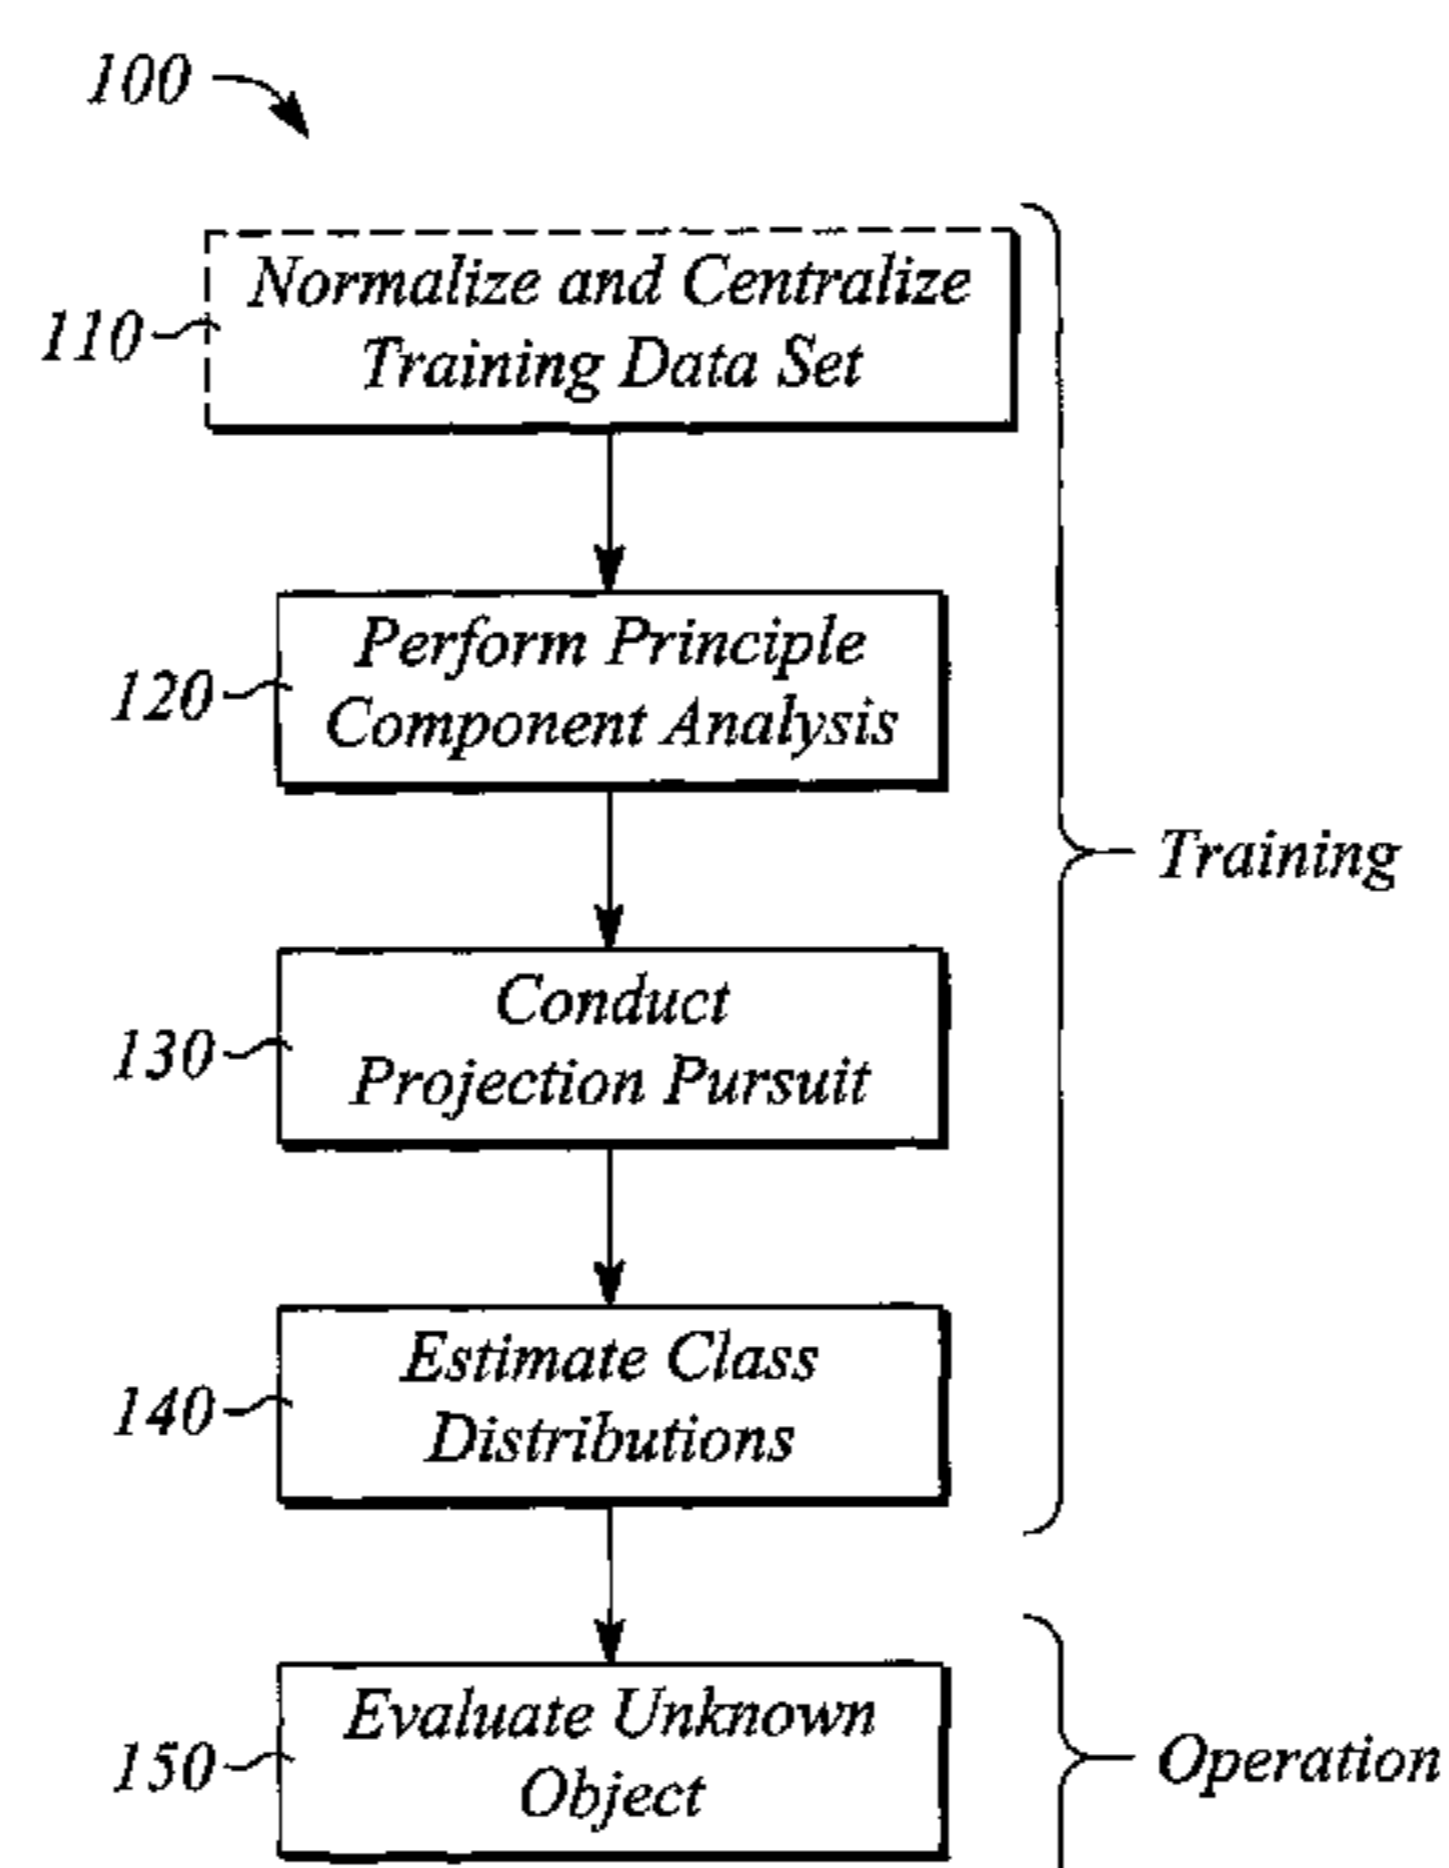 100
110
Normalize and Centralize
Training Data Set
120
Perform Principle
Component Analysis
Training
130
Conduct
Projection Pursuit
140
Estimate Class
Distributions
150
Evaluate Unknown
Object
Operation